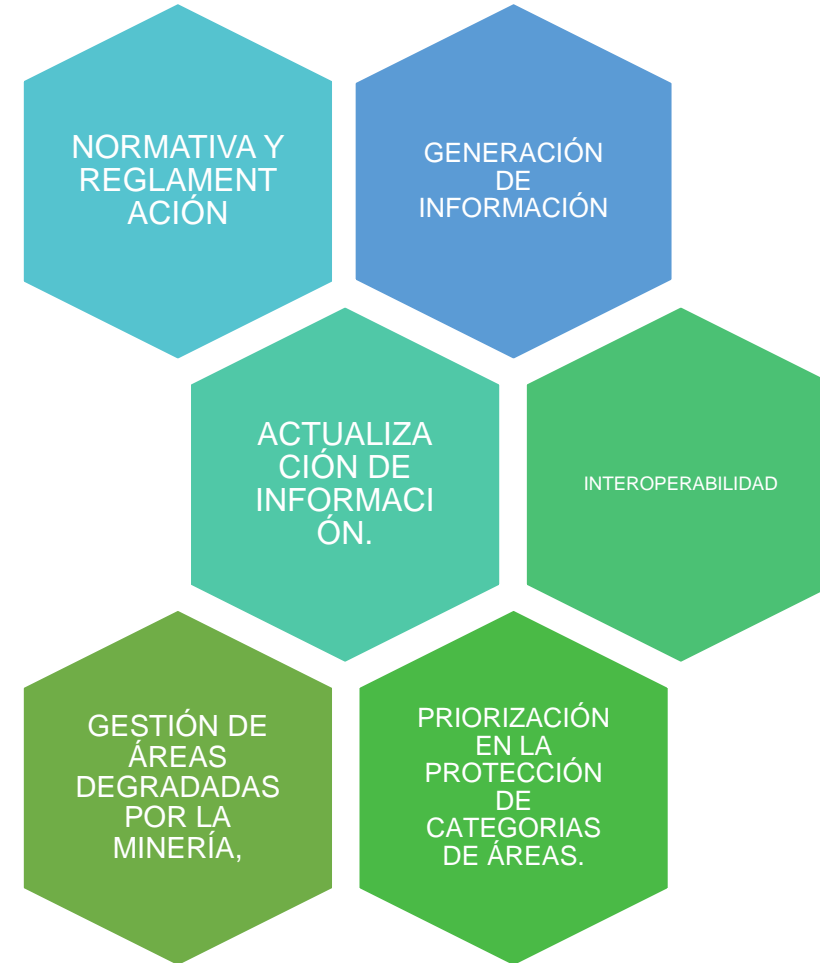 NORMATIVA Y
REGLAMENT
ACIÓN
GENERACIÓN
DE
INFORMACIÓN
ACTUALIZA
CIÓN DE
INFORMACI
ÓN.
INTEROPERABILIDAD
GESTIÓN DE
ÁREAS
DEGRADADAS
POR LA
MINERÍA,
PRIORIZACIÓN
EN LA
PROTECCIÓN
DE
CATEGORIAS
DE ÁREAS.